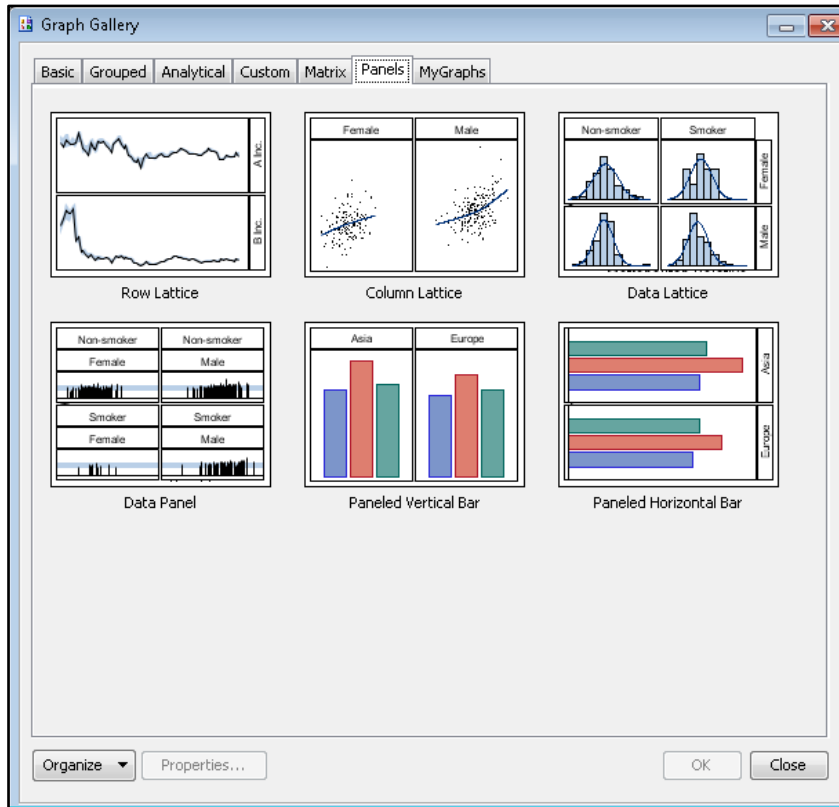 Graph Gallery
Basic Grouped Analytical Custom Matrix Panels MyGraphs
A Inc.
B Inc.
Row Lattice
Female Male
Column Lattice
Non-smoker Smoker
Female
Male
Data Lattice
Non-smoker Non-smoker
Female Male
Smoker Smoker
Female Male
Data Panel
Asia Europe
Paneled Vertical Bar
Asia
Europe
Paneled Horizontal Bar
Organize Properties... OK Close